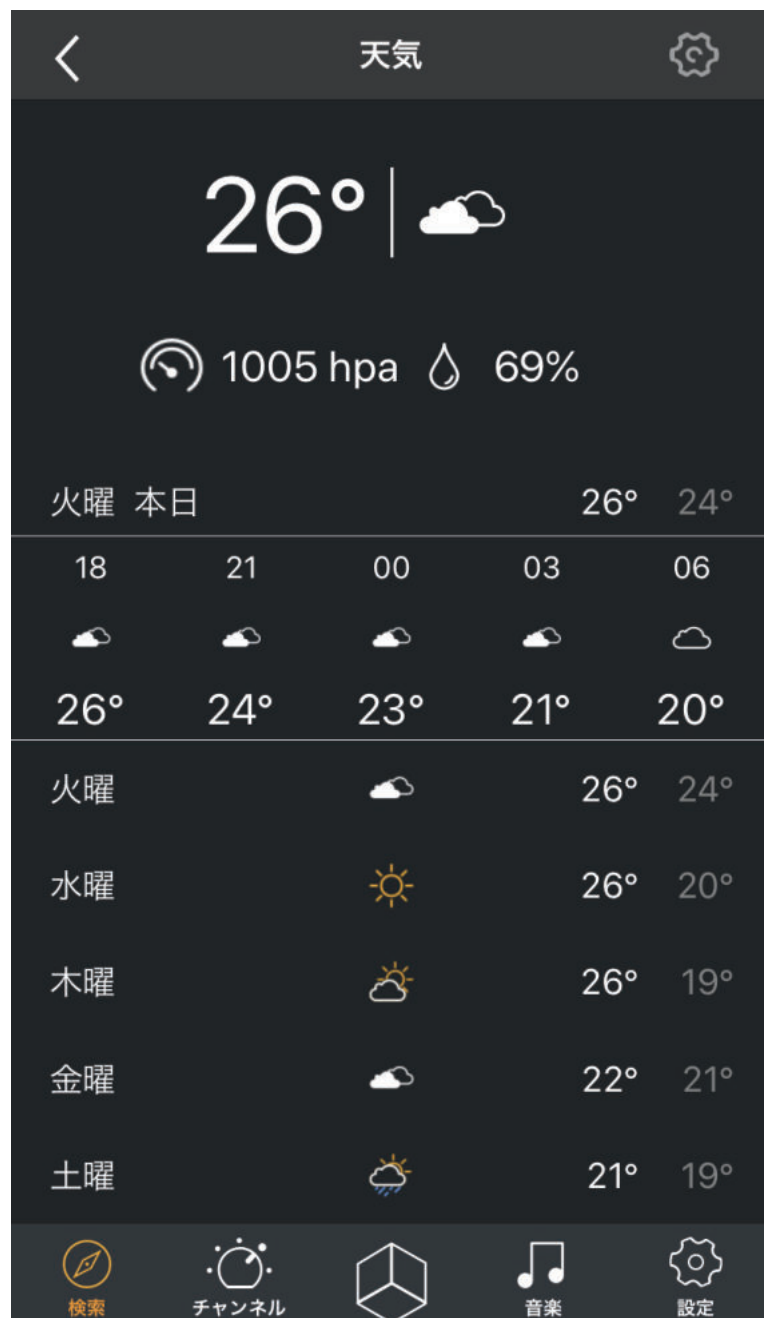 天気
26°
1005 hpa 69%
火曜 本日 26° 24°
18 21 00 03 06
26° 24° 23° 21° 20°
火曜 26° 24°
水曜 26° 20°
木曜 26° 19°
金曜 22° 21°
土曜 21° 19°
検索 チャンネル 音楽 設定